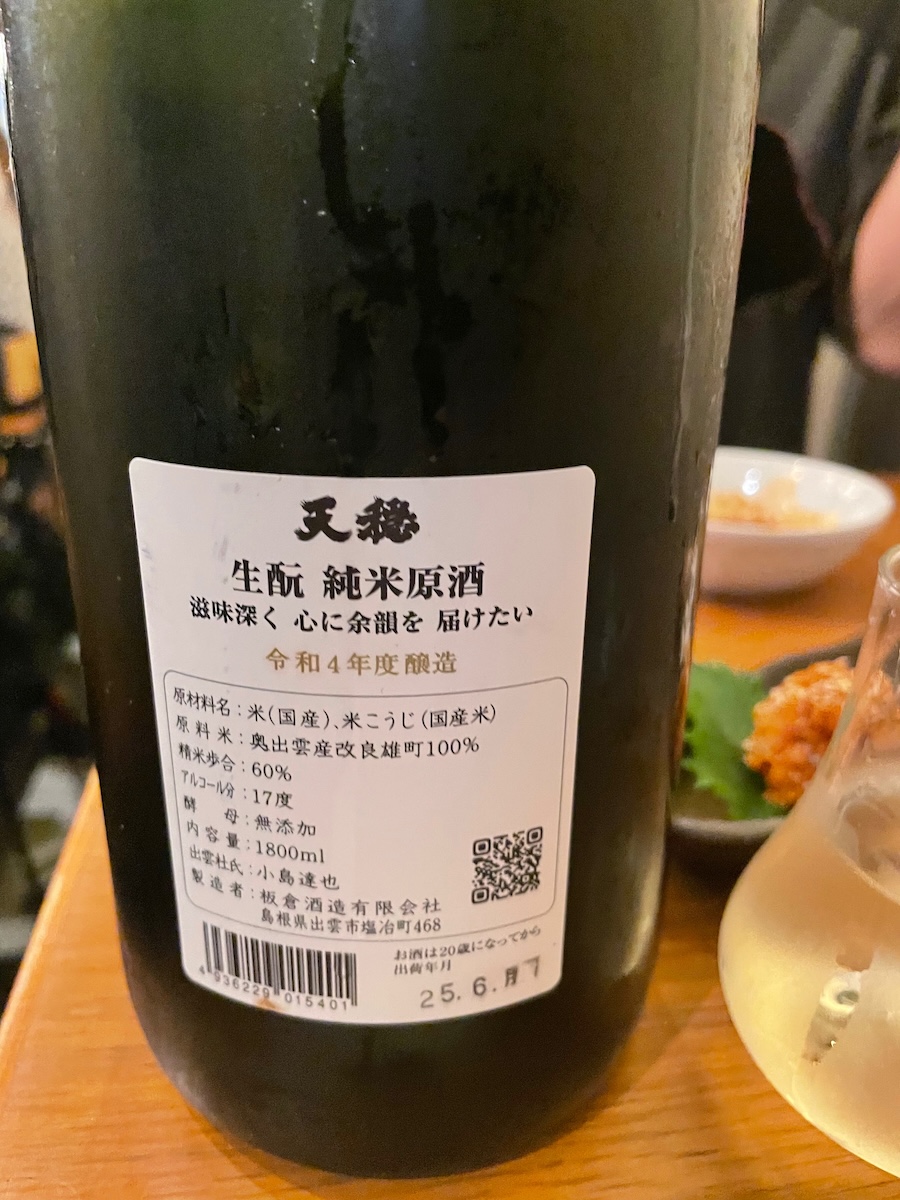 天穏
生酛 純米原酒
滋味深く 心に余韻を 届けたい
令和4年度醸造
原材料名：米（国産）、米こうじ（国産米）
原料米：奥出雲産改良雄町100%
精米歩合：60%
アルコール分：17度
酵母：無添加
内容量：1800ml
出雲杜氏：小島達也
製造者：板倉酒造有限会社
島根県出雲市塩冶町468
お酒は20歳になってから
出荷年月
25.6.
4 936229 015401